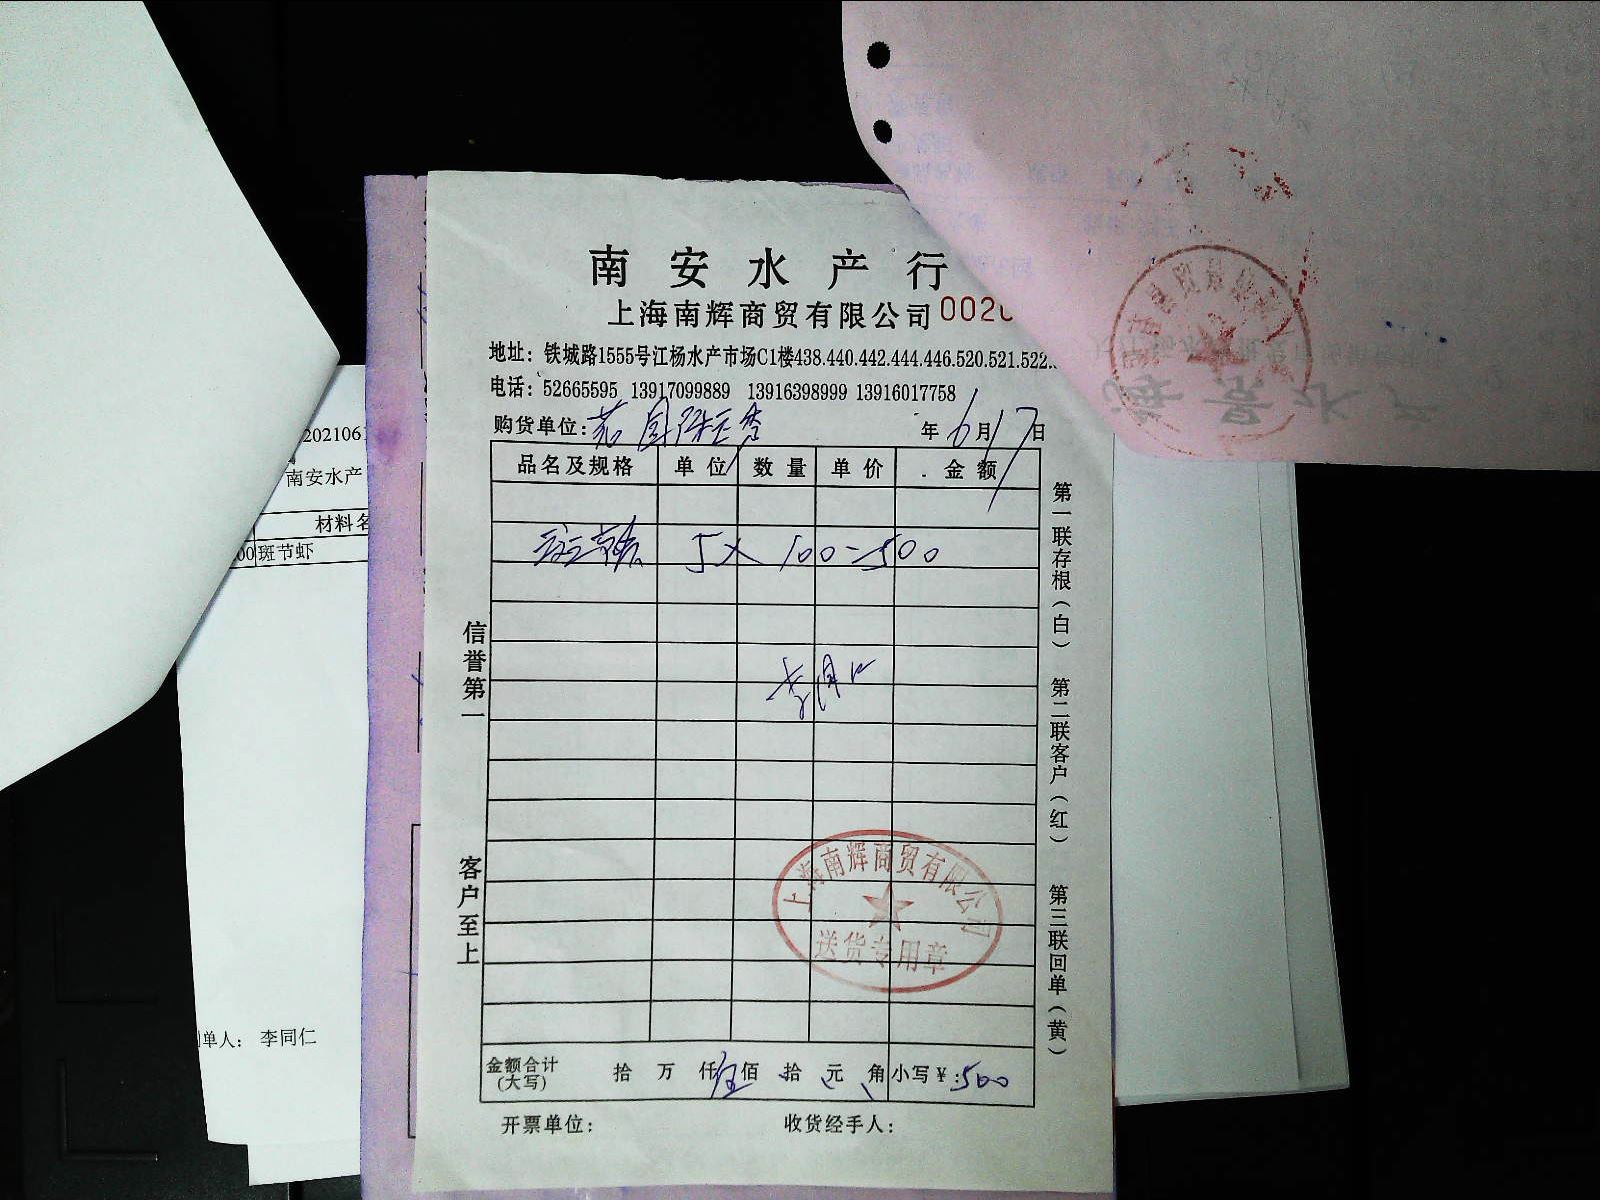 南安水产行
上海南辉商贸有限公司 0020
地址：铁城路1555号江杨水产市场C1楼438.440.442.444.446.520.521.522.
电话：52665595 13917099889 13916398999 13916017758
购货单位： 年 6 月 17 日
品名及规格 单位 数量 单价 金额
斑节虾 5 × 100 = 500
金额合计（大写） 拾 万 仟 伍 佰 拾 元 角 小写￥：500
开票单位： 收货经手人：
信誉第一
客户至上
第一联存根（白） 第二联客户（红） 第三联回单（黄）
上海南辉商贸有限公司
送货专用章
202106
南安水产
材料名
00 斑节虾
单人： 李同仁